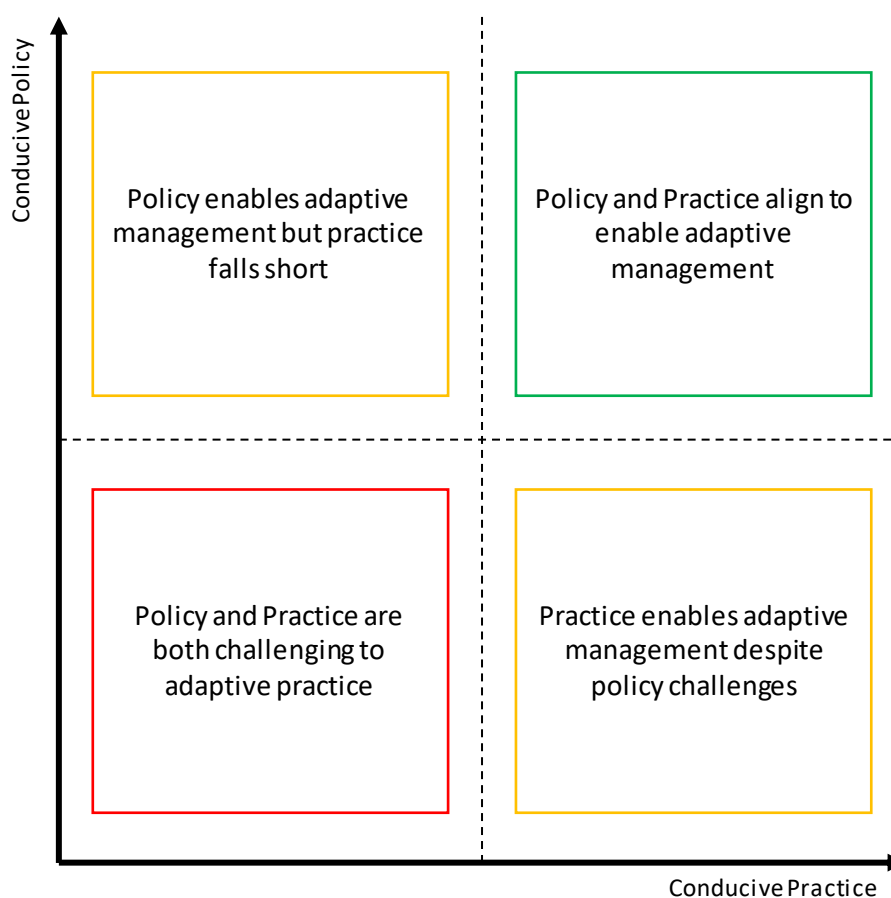 Conducive Policy
Policy enables adaptive
management but practice
falls short
Policy and Practice align to
enable adaptive
management
Policy and Practice are
both challenging to
adaptive practice
Practice enables adaptive
management despite
policy challenges
Conducive Practice